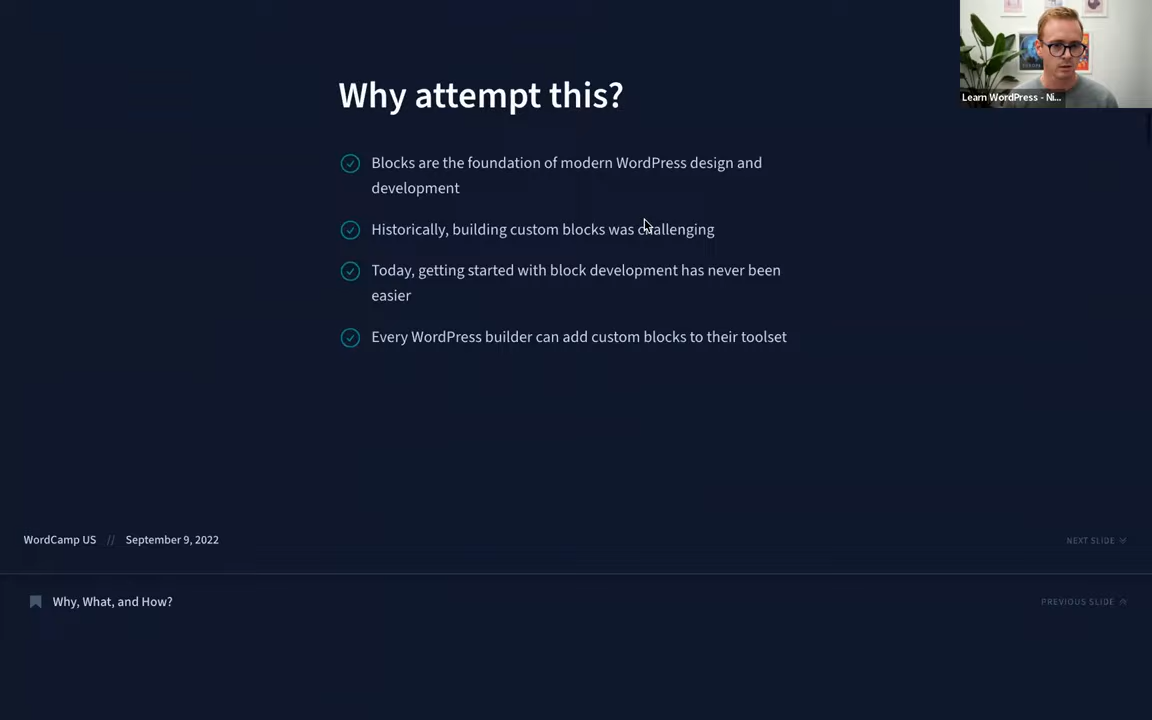 Why attempt this?
Blocks are the foundation of modern WordPress design and
development
Historically, building custom blocks was challenging
Today, getting started with block development has never been
easier
Every WordPress builder can add custom blocks to their toolset
Learn WordPress - Ni...
WordCamp US // September 9, 2022
NEXT SLIDE
Why, What, and How?
PREVIOUS SLIDE